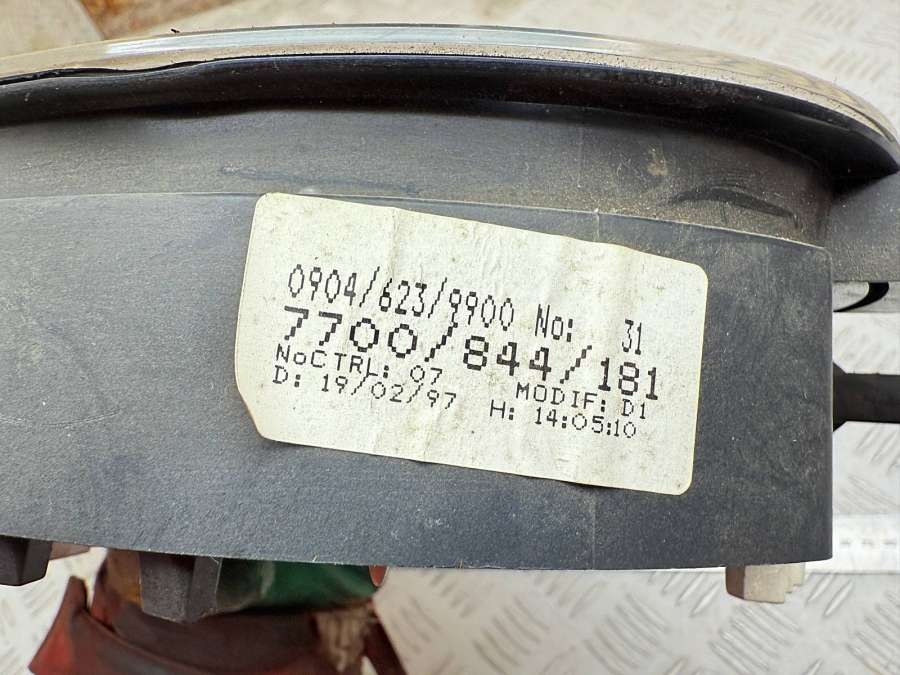 0904/623/9900 No: 31
7700/844/181
NoCTRL: 07 MODIF: D1
D: 19/02/97 H: 14:05:10